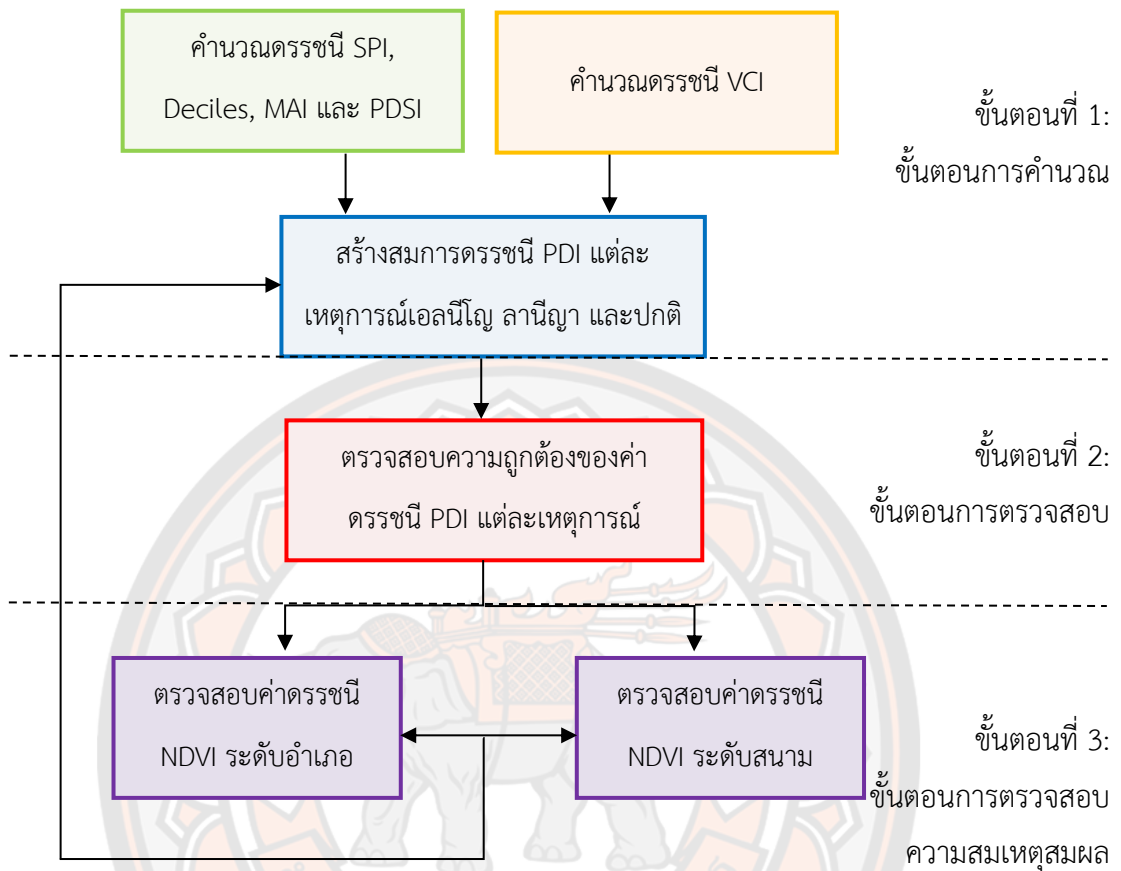 คำนวณดรรชนี SPI,
Deciles, MAI และ PDSI
คำนวณดรรชนี VCI
ขั้นตอนที่ 1:
ขั้นตอนการคำนวณ
สร้างสมการดรรชนี PDI แต่ละ
เหตุการณ์เอลนีโญ ลานีญา และปกติ
ตรวจสอบความถูกต้องของค่า
ดรรชนี PDI แต่ละเหตุการณ์
ขั้นตอนที่ 2:
ขั้นตอนการตรวจสอบ
ตรวจสอบค่าดรรชนี
NDVI ระดับอำเภอ
ตรวจสอบค่าดรรชนี
NDVI ระดับสนาม
ขั้นตอนที่ 3:
ขั้นตอนการตรวจสอบ
ความสมเหตุสมผล